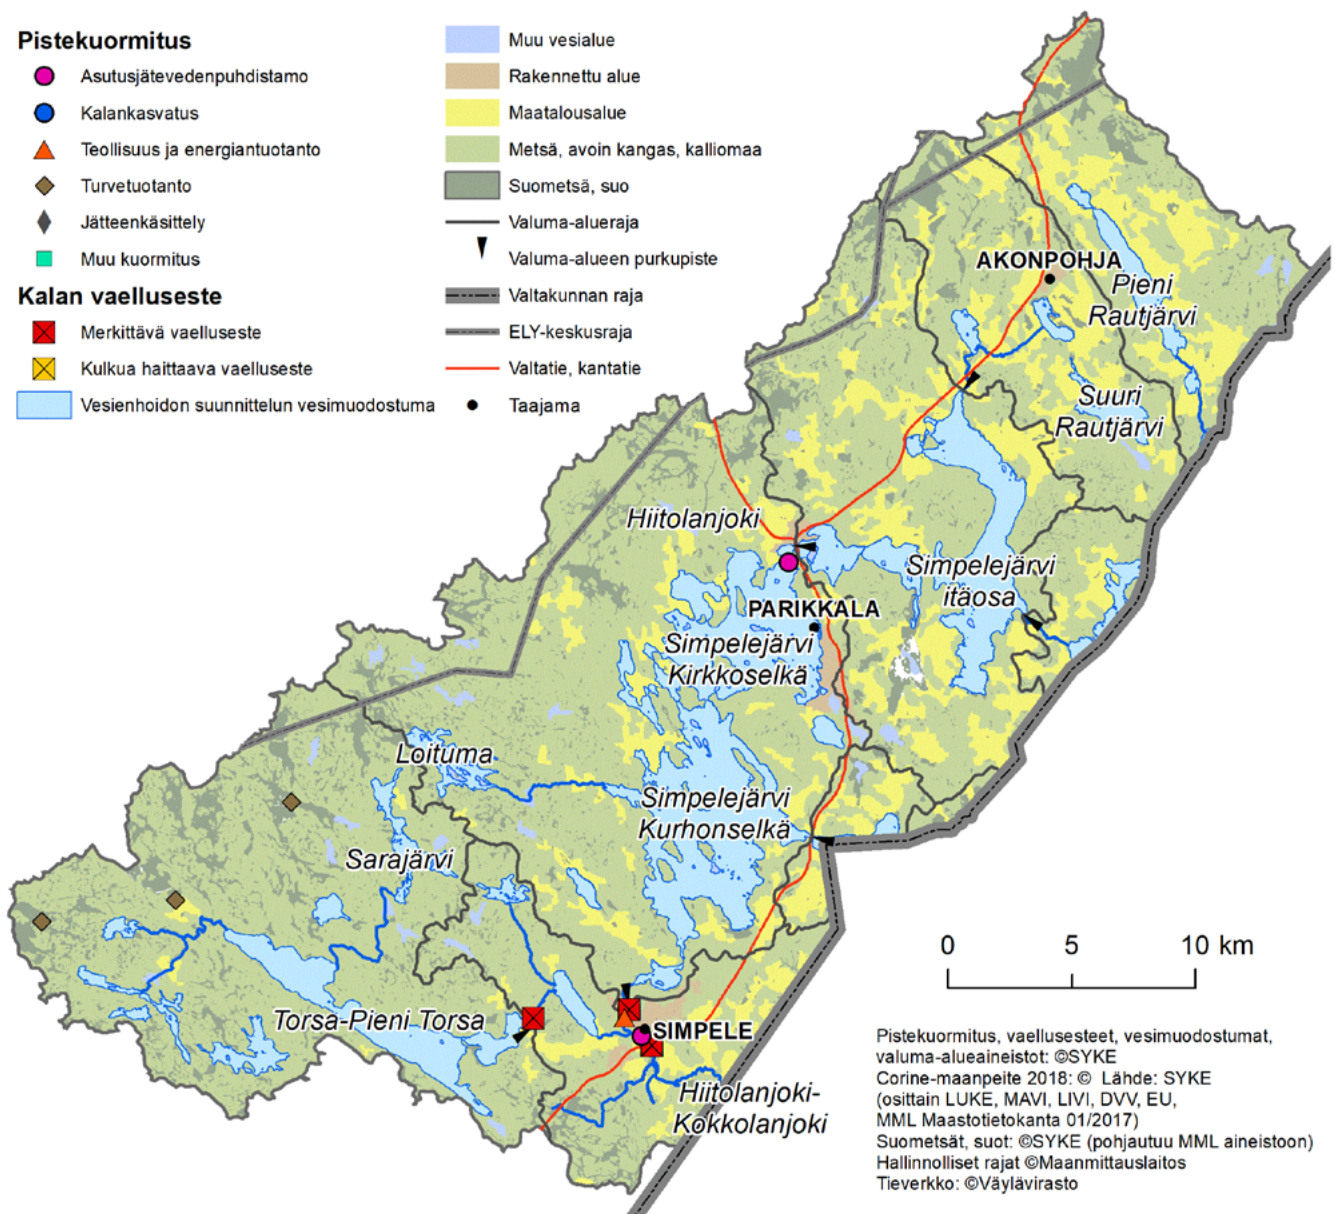 Pistekuormitus
Asutusjätevedenpuhdistamo
Kalankasvatus
Teollisuus ja energiantuotanto
Turvetuotanto
Jätteenkäsittely
Muu kuormitus
Kalan vaelluseste
Merkittävä vaelluseste
Kulkua haittaava vaelluseste
Vesienhoidon suunnittelun vesimuodostuma
Muu vesialue
Rakennettu alue
Maatalousalue
Metsä, avoin kangas, kalliomaa
Suometsä, suo
Valuma-alueraja
Valuma-alueen purkupiste
Valtakunnan raja
ELY-keskusraja
Valtatie, kantatie
Taajama
AKONPOHJA
Pieni
Rautjärvi
Suuri
Rautjärvi
Hiitolanjoki
Simpelejärvi
itäosa
PARIKKALA
Simpelejärvi
Kirkkoselkä
Loituma
Simpelejärvi
Kurhonselkä
Sarajärvi
Torsa-Pieni Torsa
SIMPELE
Hiitolanjoki-
Kokkolanjoki
0 5 10 km
Pistekuormitus, vaellusesteet, vesimuodostumat,
valuma-alueaineistot: ©SYKE
Corine-maanpeite 2018: © Lähde: SYKE
(osittain LUKE, MAVI, LIVI, DVV, EU,
MML Maastotietokanta 01/2017)
Suometsät, suot: ©SYKE (pohjautuu MML aineistoon)
Hallinnolliset rajat ©Maanmittauslaitos
Tieverkko: ©Väylävirasto